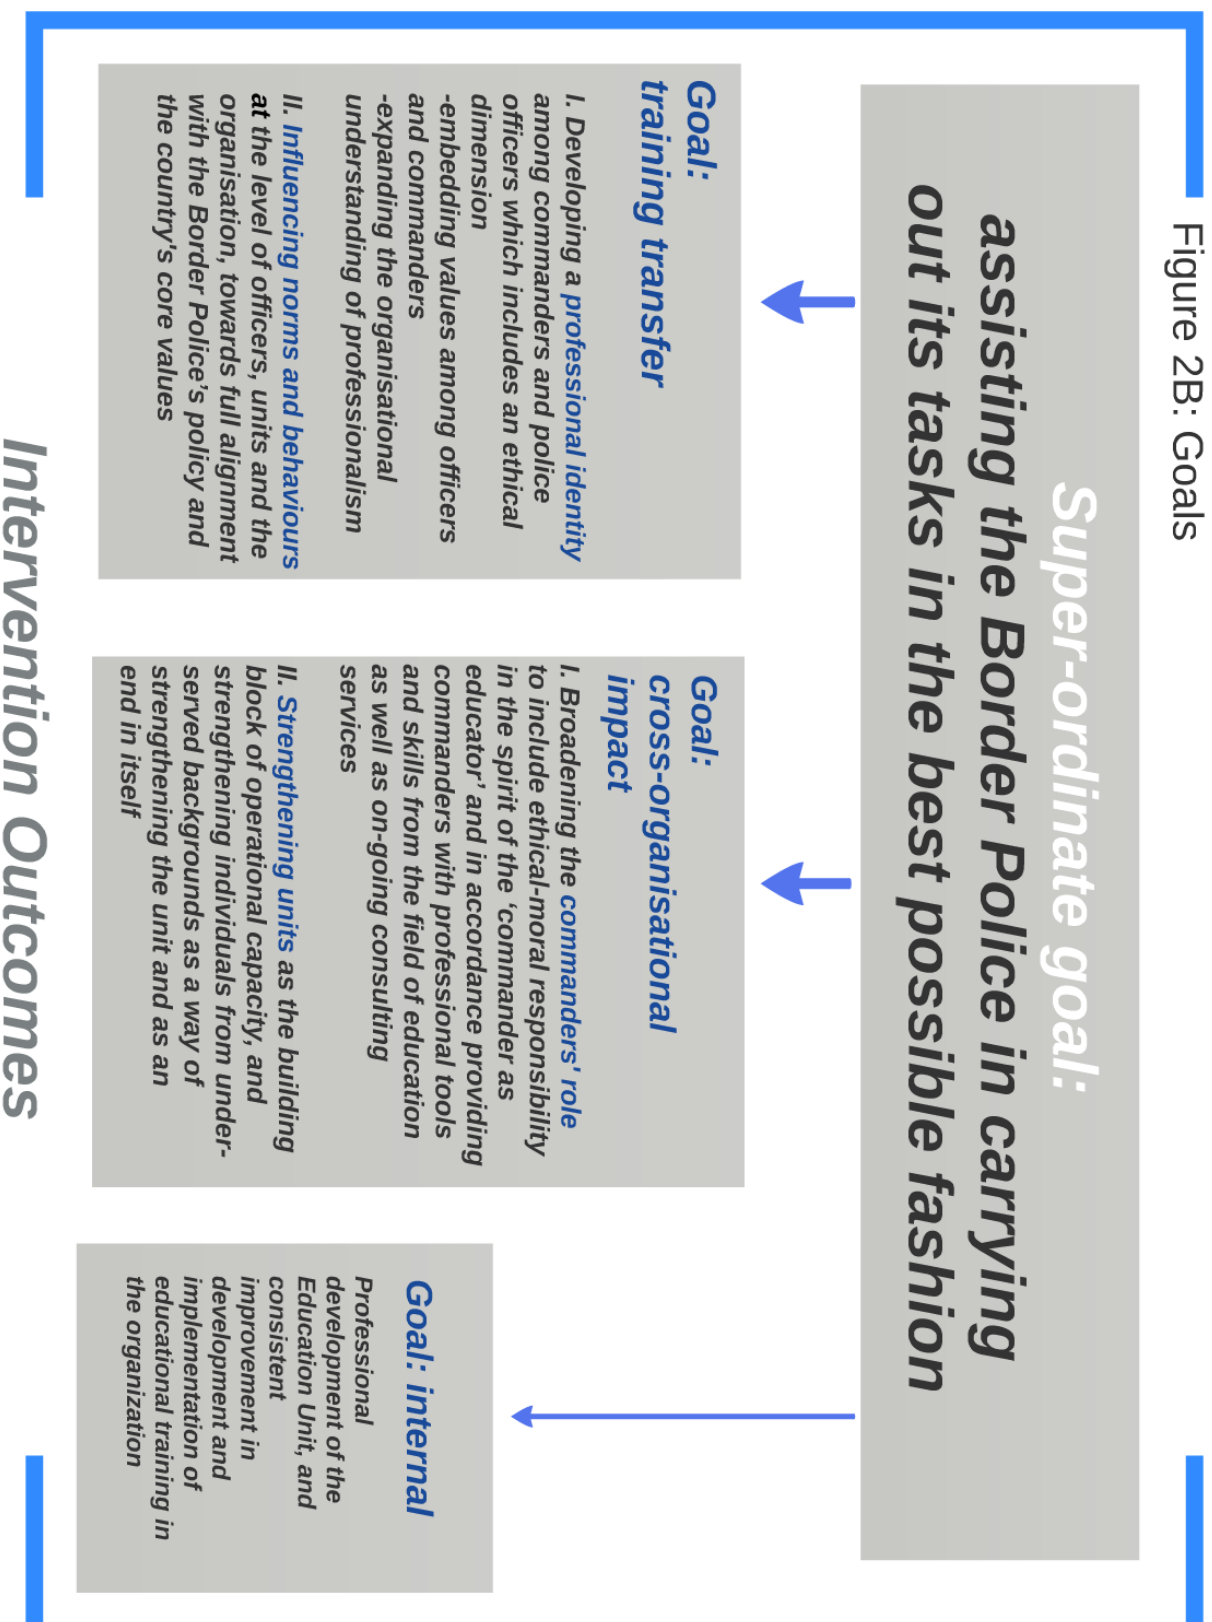 Figure 2B: Goals
Super-ordinate goal:
assisting the Border Police in carrying
out its tasks in the best possible fashion
Goal:
training transfer
I. Developing a professional identity
among commanders and police
officers which includes an ethical
dimension
-embedding values among officers
and commanders
-expanding the organisational
understanding of professionalism
II. Influencing norms and behaviours
at the level of officers, units and the
organisation, towards full alignment
with the Border Police’s policy and
the country's core values
Goal:
cross-organisational
impact
I. Broadening the commanders' role
to include ethical-moral responsibility
in the spirit of the ‘commander as
educator’ and in accordance providing
commanders with professional tools
and skills from the field of education
as well as on-going consulting
services
II. Strengthening units as the building
block of operational capacity, and
strengthening individuals from under-
served backgrounds as a way of
strengthening the unit and as an
end in itself
Goal: internal
Professional
development of the
Education Unit, and
consistent
improvement in
development and
implementation of
educational training in
the organization
Intervention Outcomes